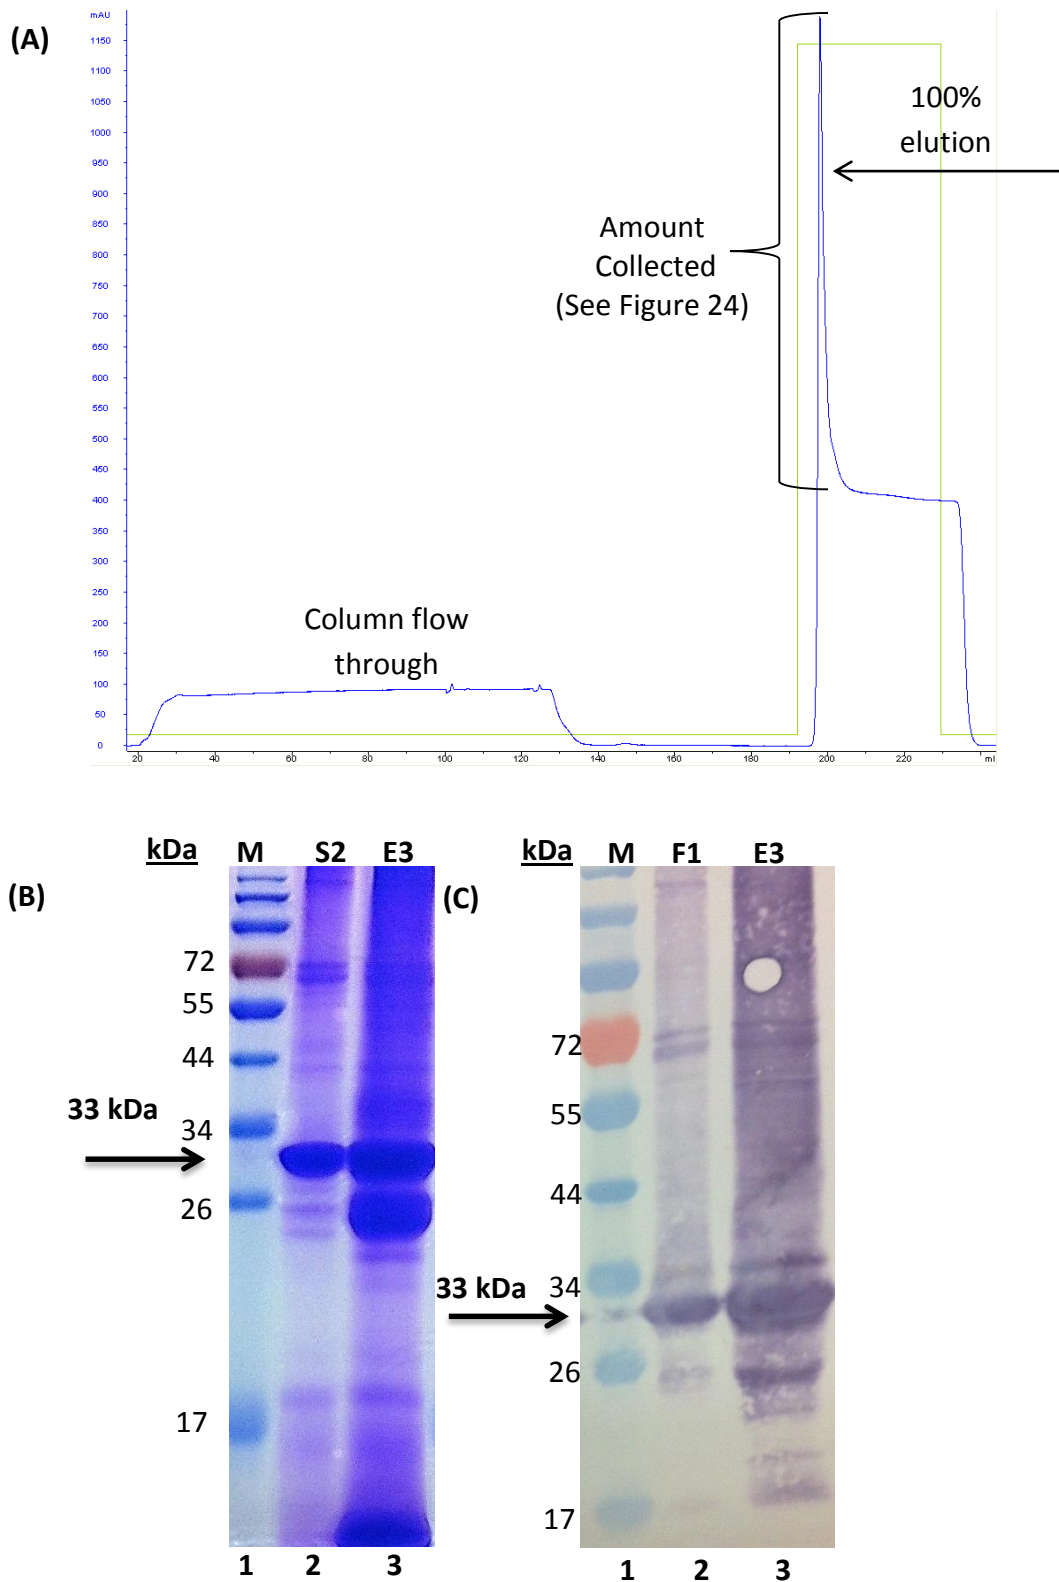 (A)
mAU
1150
1100
1050
1000
950
900
850
800
750
700
650
600
550
500
450
400
350
300
250
200
150
100
50
0
20
40
60
80
100
120
140
160
180
200
220
ml
100%
elution
Amount
Collected
(See Figure 24)
Column flow
through
(B)
kDa
M
S2
E3
72
55
44
34
26
17
33 kDa
1
2
3
(C)
kDa
M
F1
E3
72
55
44
34
26
17
33 kDa
1
2
3